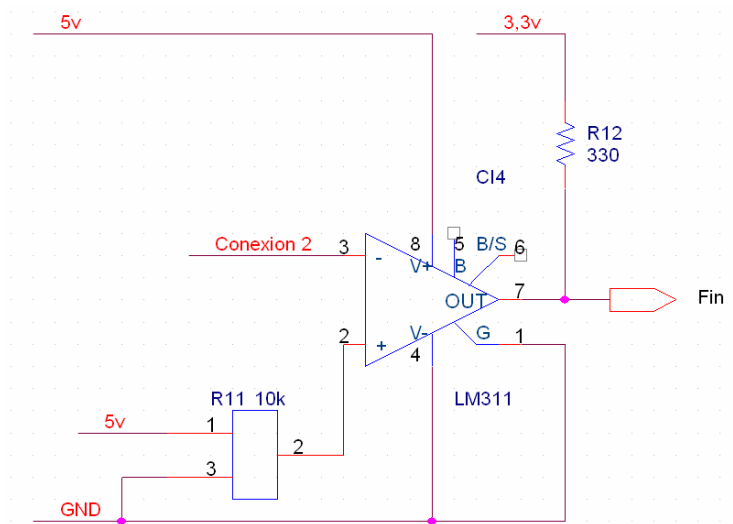 5v
3,3v
R12
330
CI4
Conexion 2
3
8
5
B/S
6
-
V+
B
OUT
7
Fin
2
+
V-
4
G
1
R11 10k
LM311
5v
1
2
3
GND